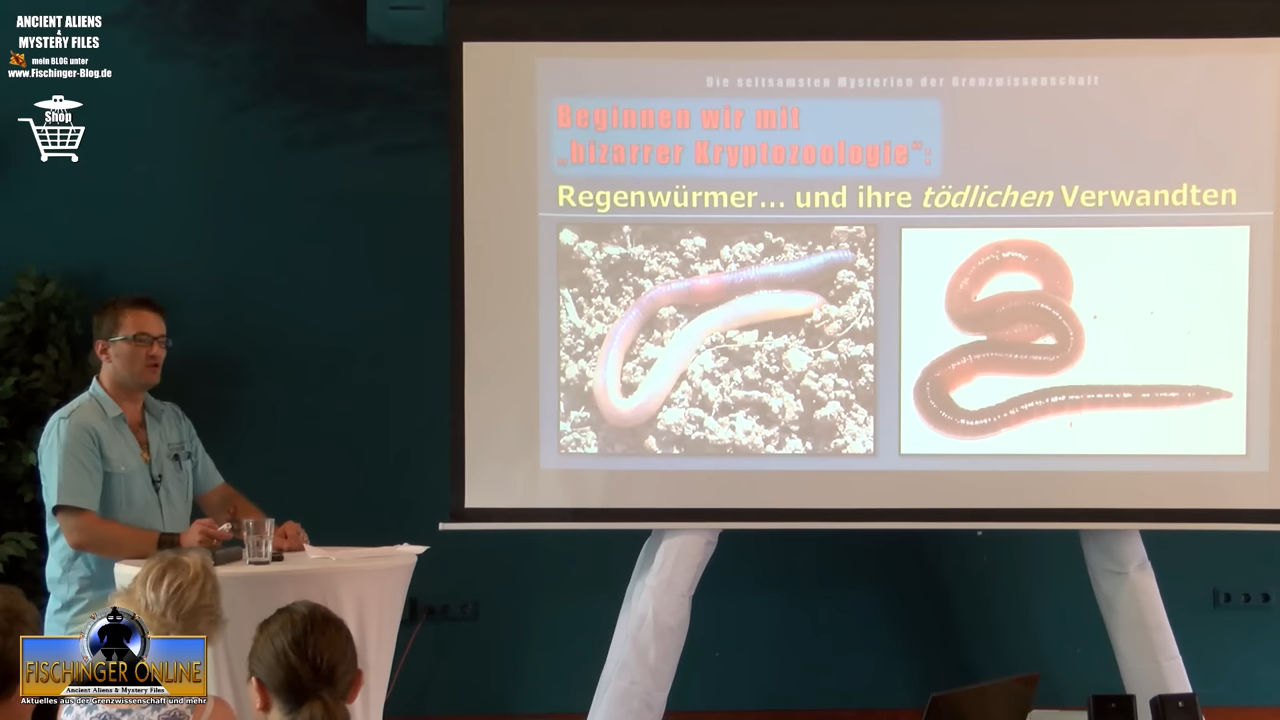 ANCIENT ALIENS
&
MYSTERY FILES
mein BLOG unter
www.Fischinger-Blog.de
Shop
Die seltsamsten Mysterien der Grenzwissenschaft
Beginnen wir mit
„bizarrer Kryptozoologie“:
Regenwürmer... und ihre tödlichen Verwandten
FISCHINGER ONLINE
Ancient Aliens & Mystery Files
Aktuelles aus der Grenzwissenschaft und mehr